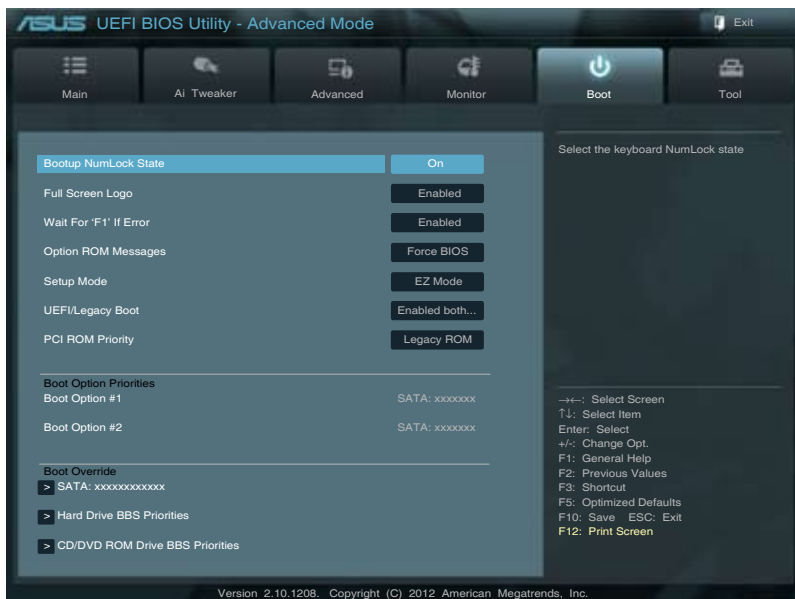 ASUS UEFI BIOS Utility - Advanced Mode
Exit
Main
Ai Tweaker
Advanced
Monitor
Boot
Tool
Bootup NumLock State On
Full Screen Logo Enabled
Wait For ‘F1’ If Error Enabled
Option ROM Messages Force BIOS
Setup Mode EZ Mode
UEFI/Legacy Boot Enabled both...
PCI ROM Priority Legacy ROM
Boot Option Priorities
Boot Option #1 SATA: xxxxxxx
Boot Option #2 SATA: xxxxxxx
Boot Override
> SATA: xxxxxxxxxxxx
> Hard Drive BBS Priorities
> CD/DVD ROM Drive BBS Priorities
Select the keyboard NumLock state
→←: Select Screen
↑↓: Select Item
Enter: Select
+/-: Change Opt.
F1: General Help
F2: Previous Values
F3: Shortcut
F5: Optimized Defaults
F10: Save ESC: Exit
F12: Print Screen
Version 2.10.1208. Copyright (C) 2012 American Megatrends, Inc.